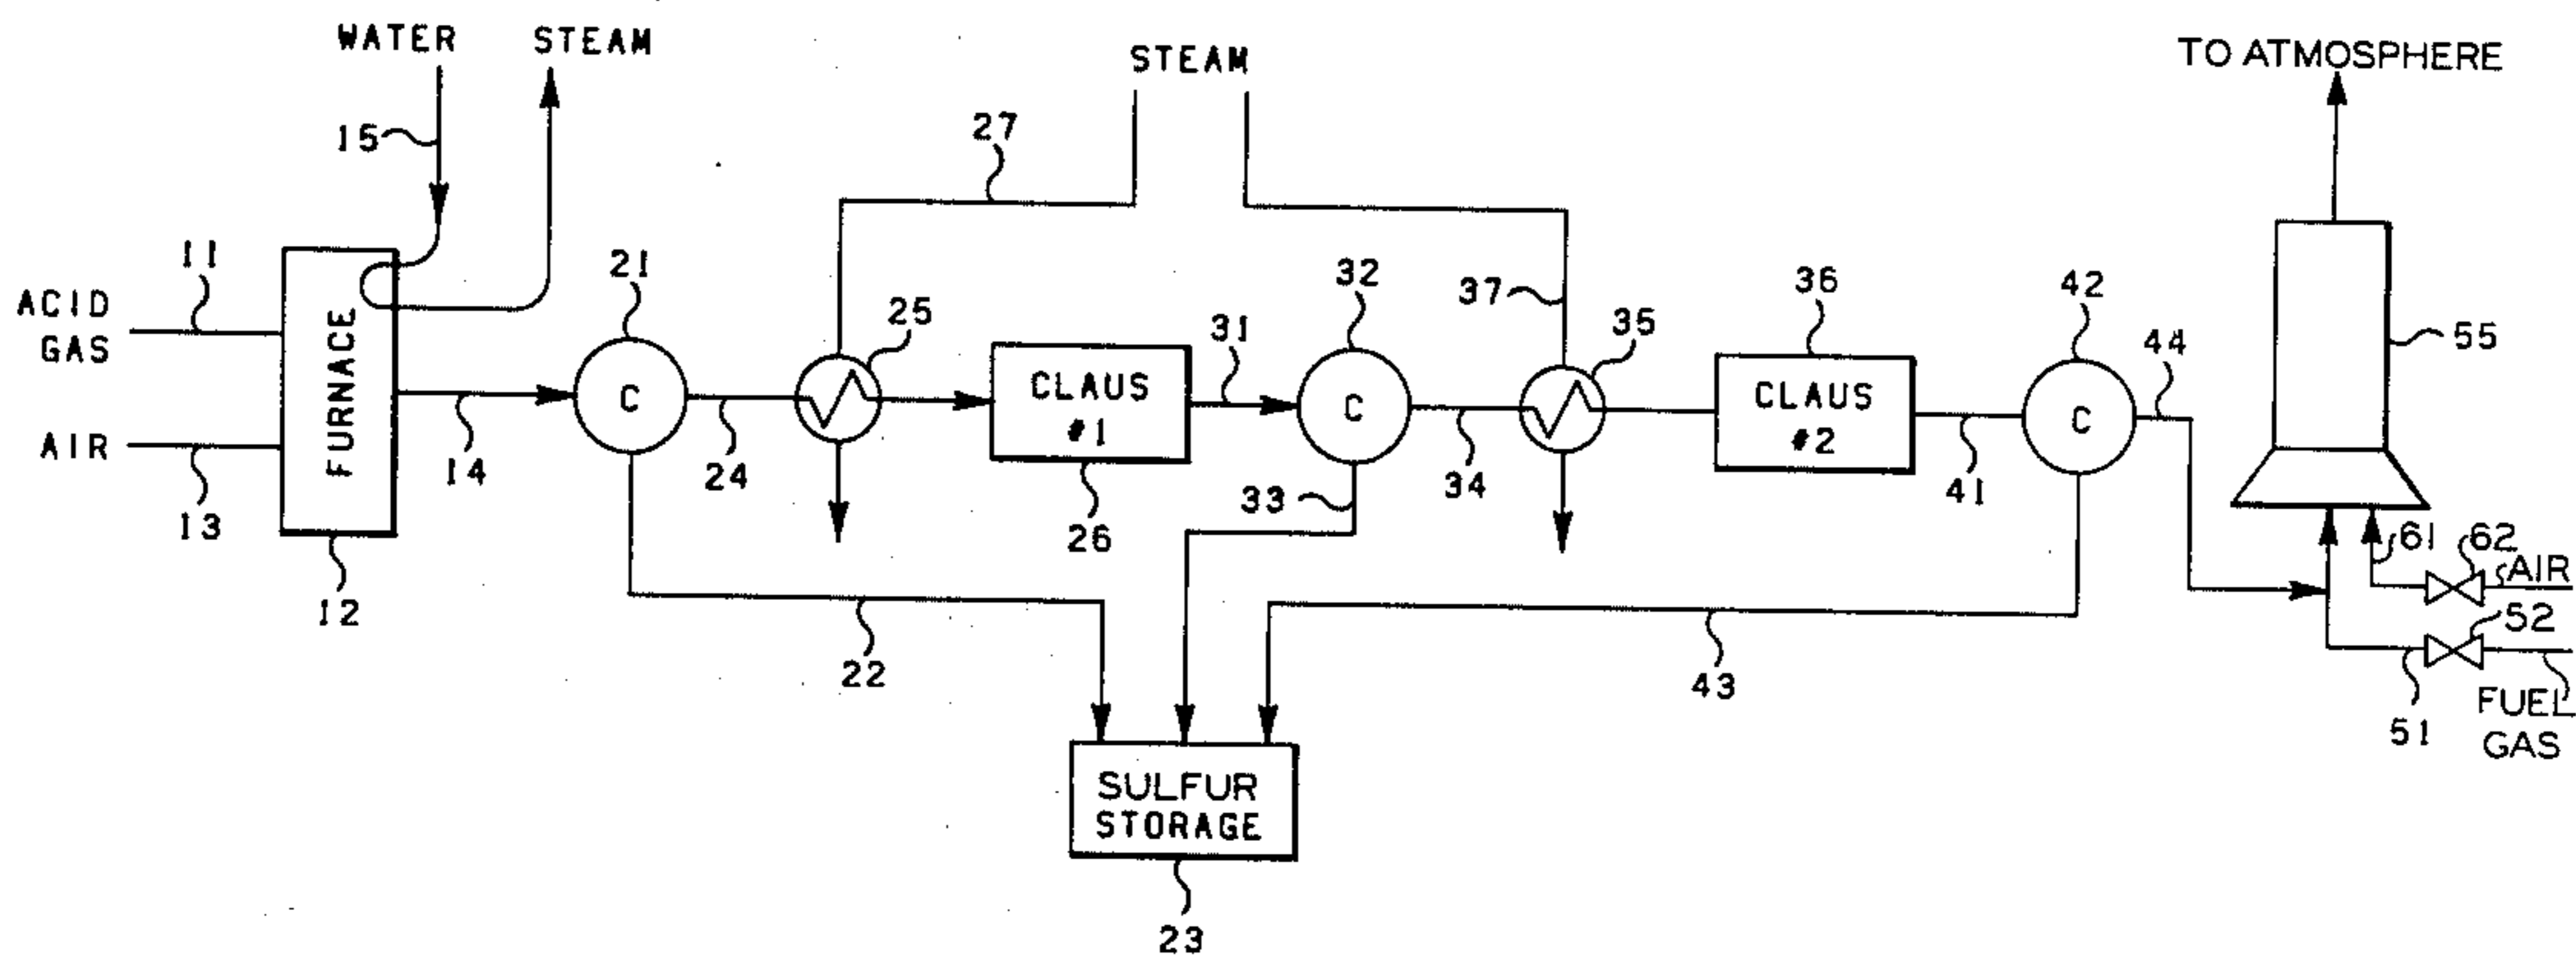 WATER
STEAM
STEAM
TO ATMOSPHERE
15
27
11
21
32
36
42
ACID
GAS
25
37
35
31
44
55
FURNACE
C
CLAUS
#1
C
CLAUS
#2
C
AIR
13
14
24
26
33
34
41
61
62
AIR
12
22
43
52
51
FUEL
GAS
SULFUR
STORAGE
23